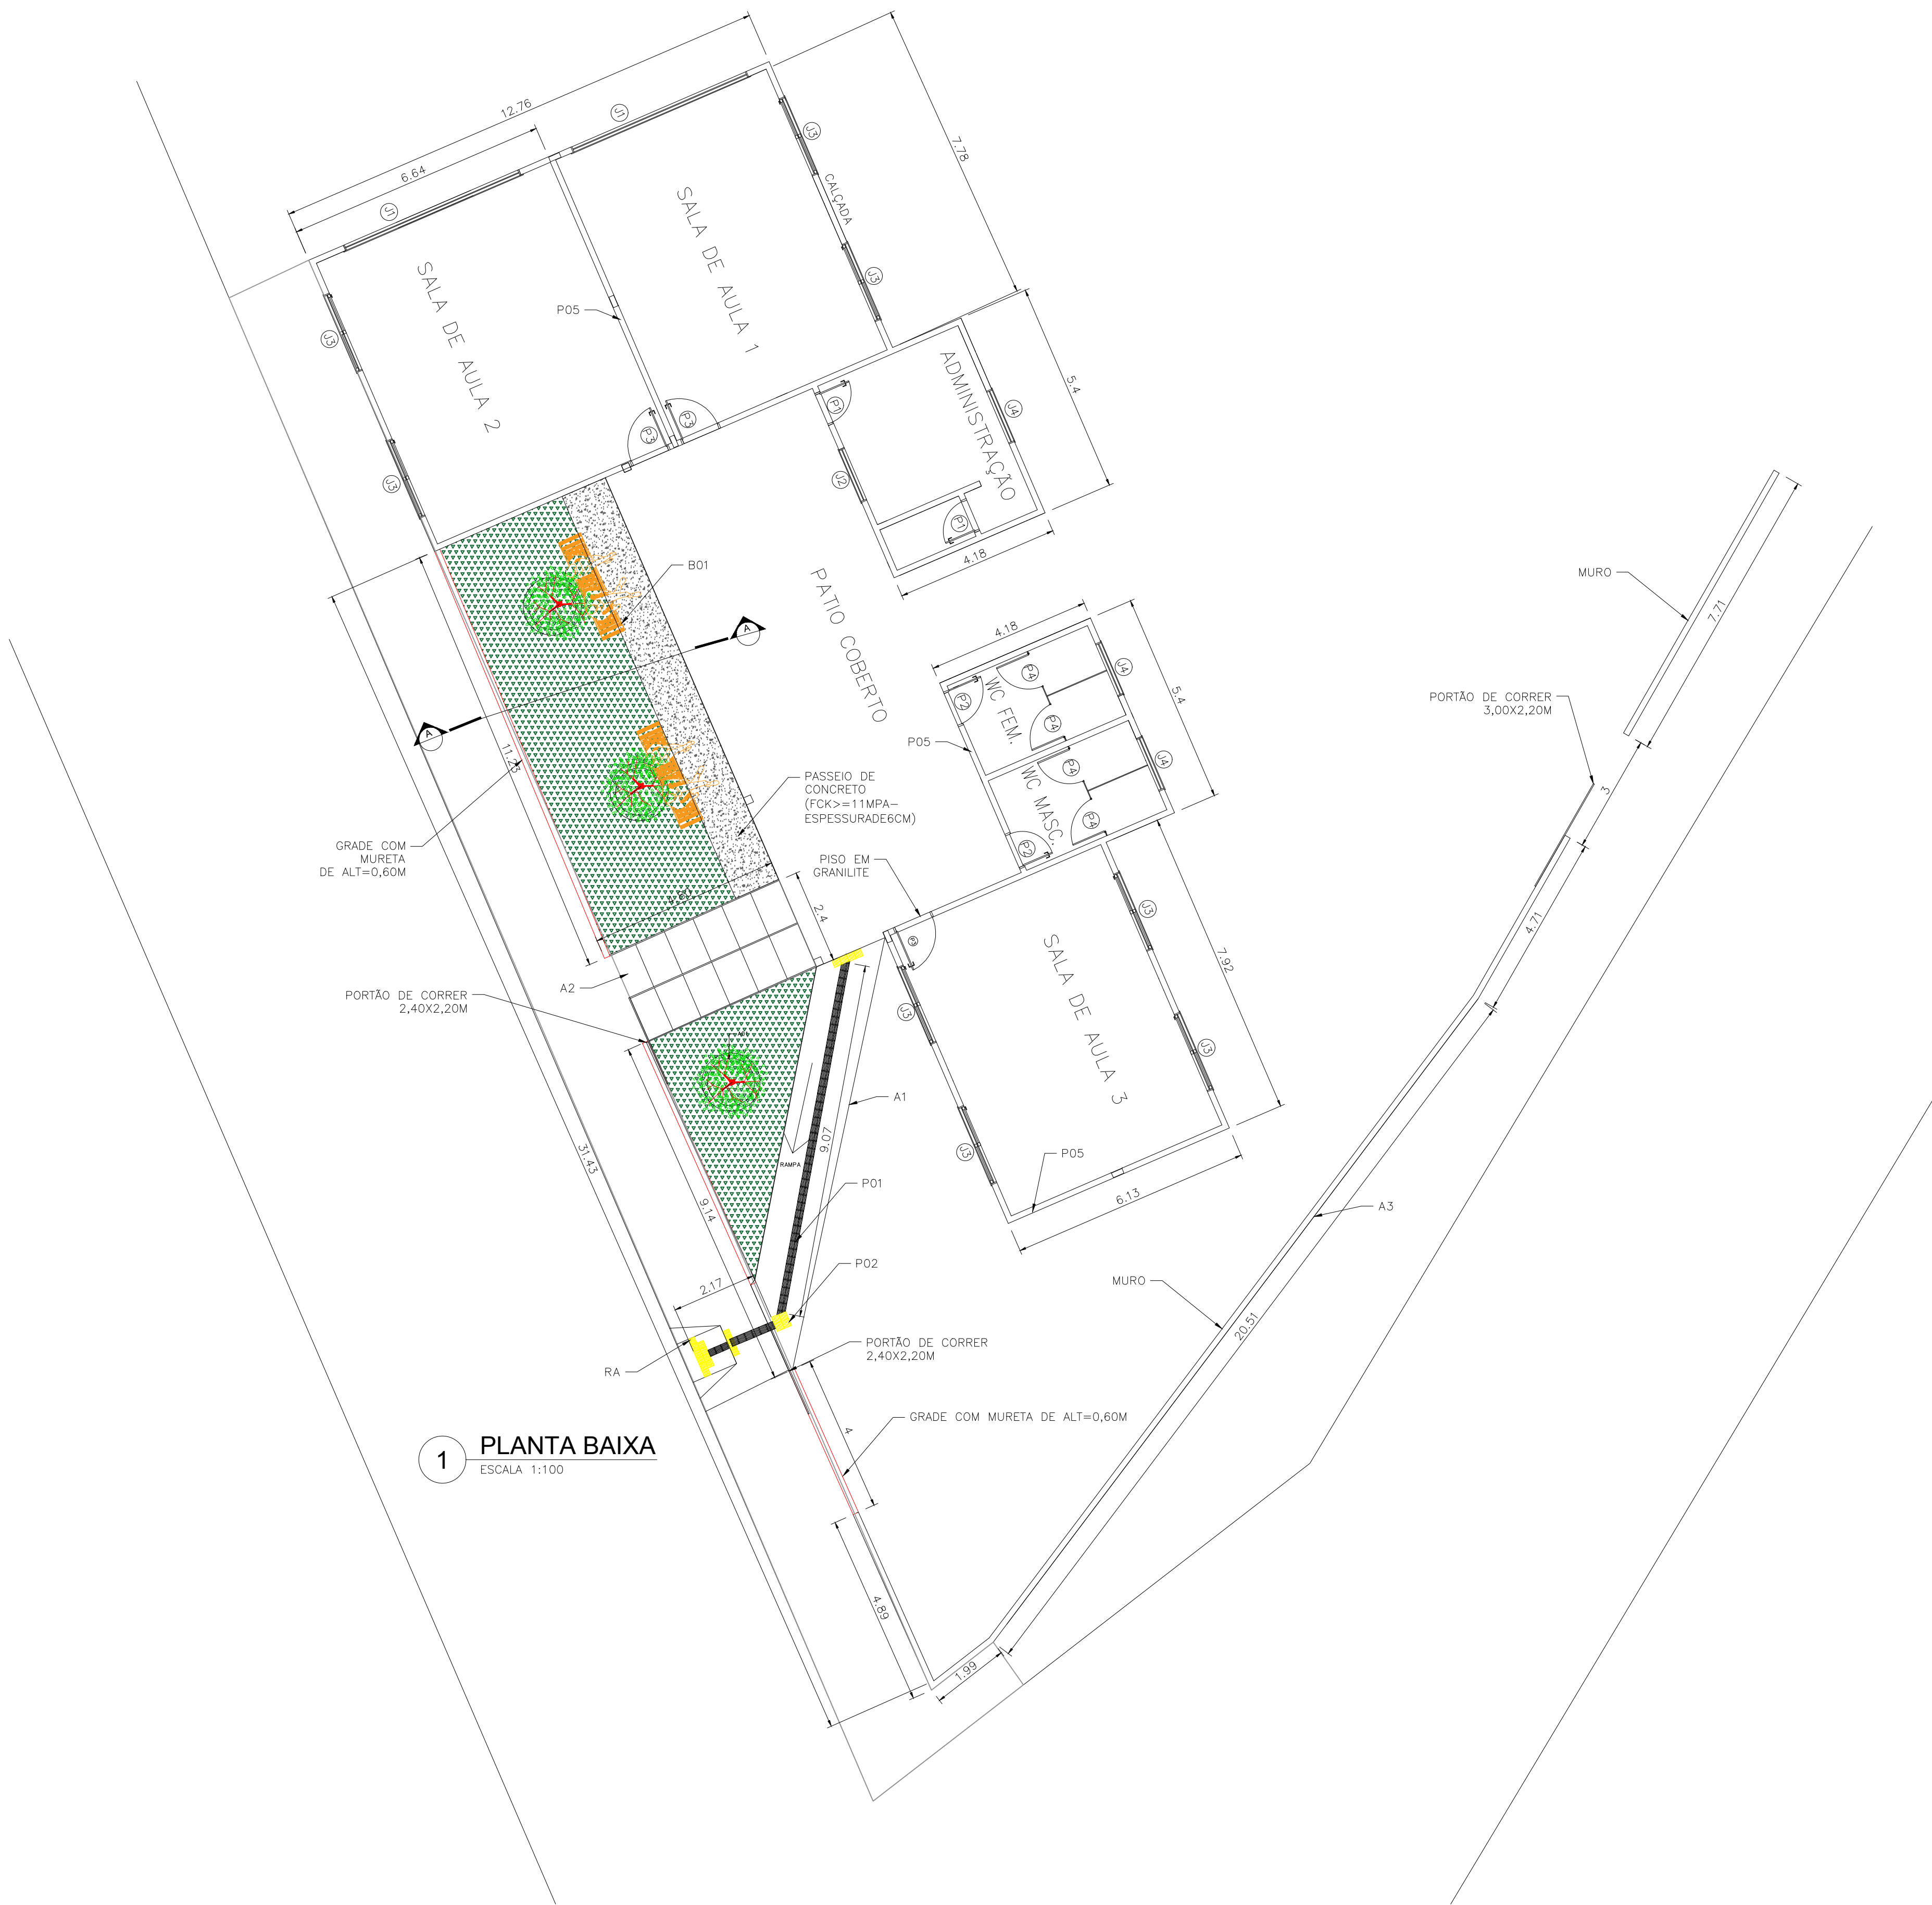 12.76
6.64
J1
J1
J3
7.78
CALÇADA
SALA DE AULA 1
SALA DE AULA 2
J3
P05
J3
ADMINISTRAÇÃO
5.4
P1
J4
P3
P3
J2
J3
P1
4.18
B01
A
PATIO COBERTO
MURO
7.71
4.18
P4
J4
5.4
P2
WC FEM.
P4
PORTÃO DE CORRER
3,00X2,20M
A
11.23
P05
J4
P4
WC MASC.
P4
P2
PASSEIO DE
CONCRETO
(FCK>=11MPA-
ESPESSURADE6CM)
3
GRADE COM
MURETA
DE ALT=0,60M
PISO EM
GRANILITE
2.4
J3
4.71
P3
SALA DE AULA 3
7.92
A2
PORTÃO DE CORRER
2,40X2,20M
J3
J3
A1
9.07
31.43
RAMPA
J3
P05
P01
9.14
6.13
A3
P02
2.17
MURO
20.51
PORTÃO DE CORRER
2,40X2,20M
RA
GRADE COM MURETA DE ALT=0,60M
4
1
PLANTA BAIXA
ESCALA 1:100
4.89
1.99